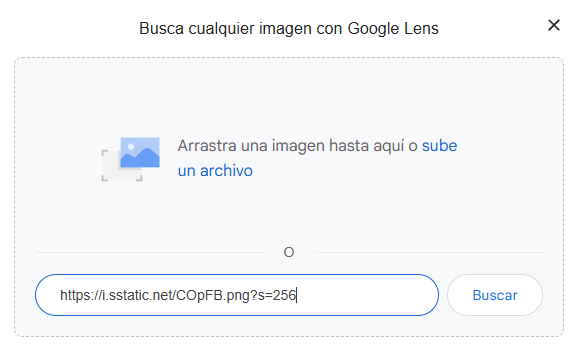 Busca cualquier imagen con Google Lens
Arrastra una imagen hasta aquí o sube
un archivo
O
https://i.sstatic.net/COpFB.png?s=256
Buscar